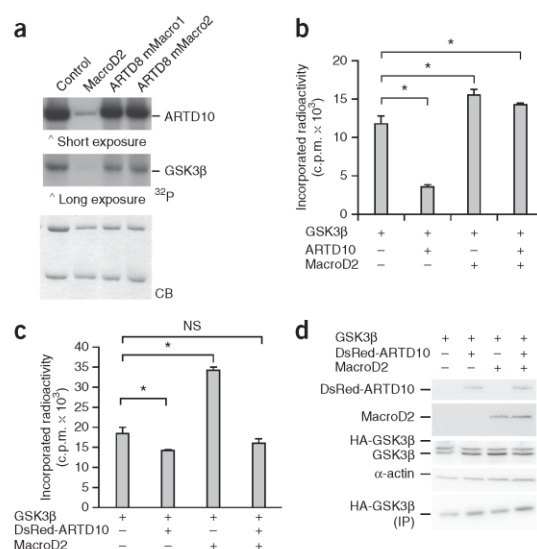 a
Control
MacroD2
ARTD8 mMacro1
ARTD8 mMacro2
ARTD10
^ Short exposure
GSK3β
^ Long exposure
32P
CB
b
Incorporated radioactivity
(c.p.m. × 10³)
20
15
10
5
0
*
*
*
GSK3β + + + +
ARTD10 − + − +
MacroD2 − − + +
c
Incorporated radioactivity
(c.p.m. × 10³)
40
35
30
25
20
15
10
5
0
NS
*
*
GSK3β + + + +
DsRed-ARTD10 − + − +
MacroD2 − − + +
d
GSK3β + + + +
DsRed-ARTD10 − + − +
MacroD2 − − + +
DsRed-ARTD10
MacroD2
HA-GSK3β
GSK3β
α-actin
HA-GSK3β
(IP)